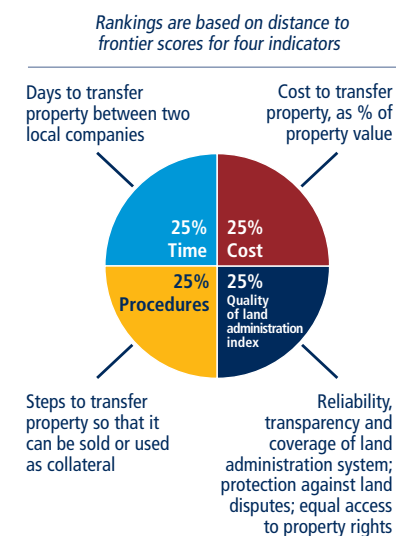 Rankings are based on distance to
frontier scores for four indicators
Days to transfer
property between two
local companies
Cost to transfer
property, as % of
property value
25%
Time
25%
Cost
25%
Procedures
25%
Quality
of land
administration
index
Steps to transfer
property so that it
can be sold or used
as collateral
Reliability,
transparency and
coverage of land
administration system;
protection against land
disputes; equal access
to property rights